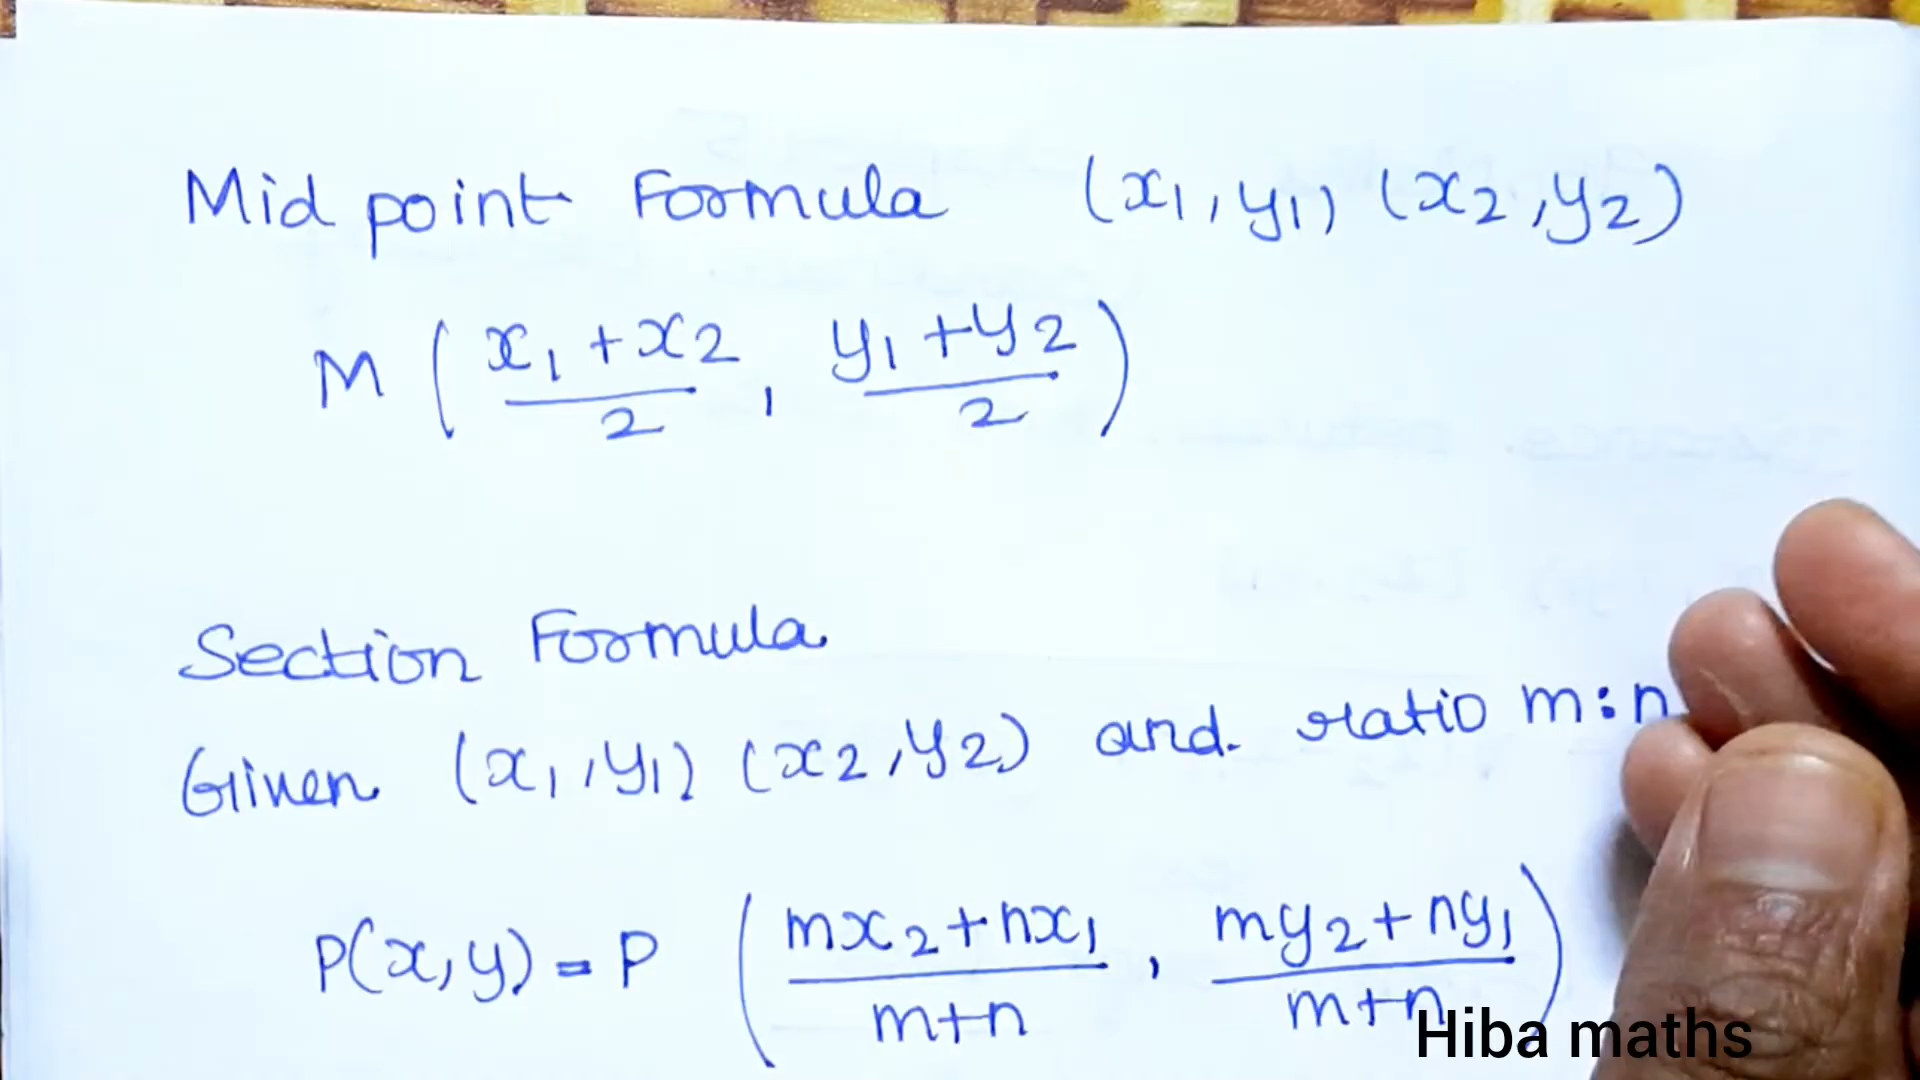 Mid point Formula (x₁, y₁) (x₂, y₂)
M ( x₁ + x₂ / 2 , y₁ + y₂ / 2 )
Section Formula
Given (x₁, y₁) (x₂, y₂) and ratio m:n
P(x, y) = P ( mx₂ + nx₁ / m+n , my₂ + ny₁ / m+n )
Hiba maths